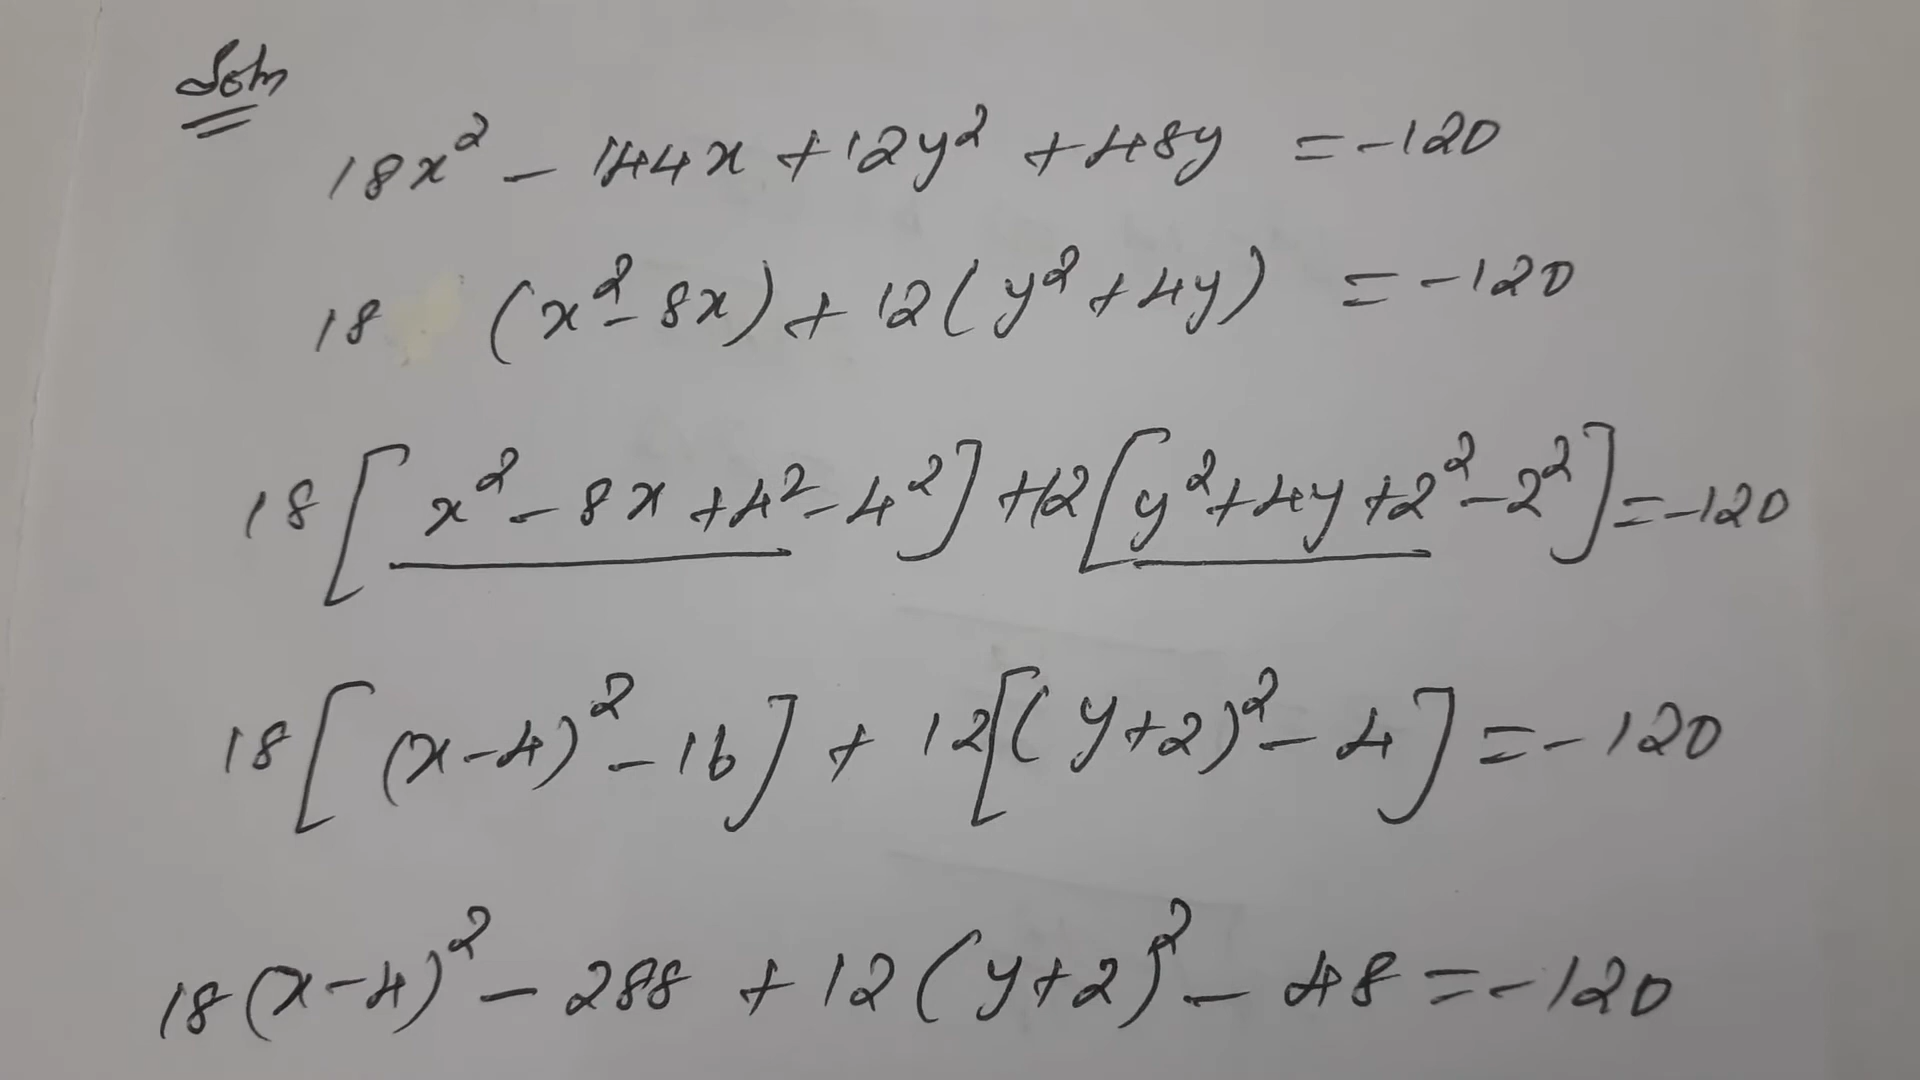 Soln
18x² - 144x + 12y² + 48y = -120
18 (x² - 8x) + 12(y² + 4y) = -120
18[x² - 8x + 4² - 4²] + 12[y² + 4y + 2² - 2²] = -120
18[(x-4)² - 16] + 12[(y+2)² - 4] = -120
18(x-4)² - 288 + 12(y+2)² - 48 = -120